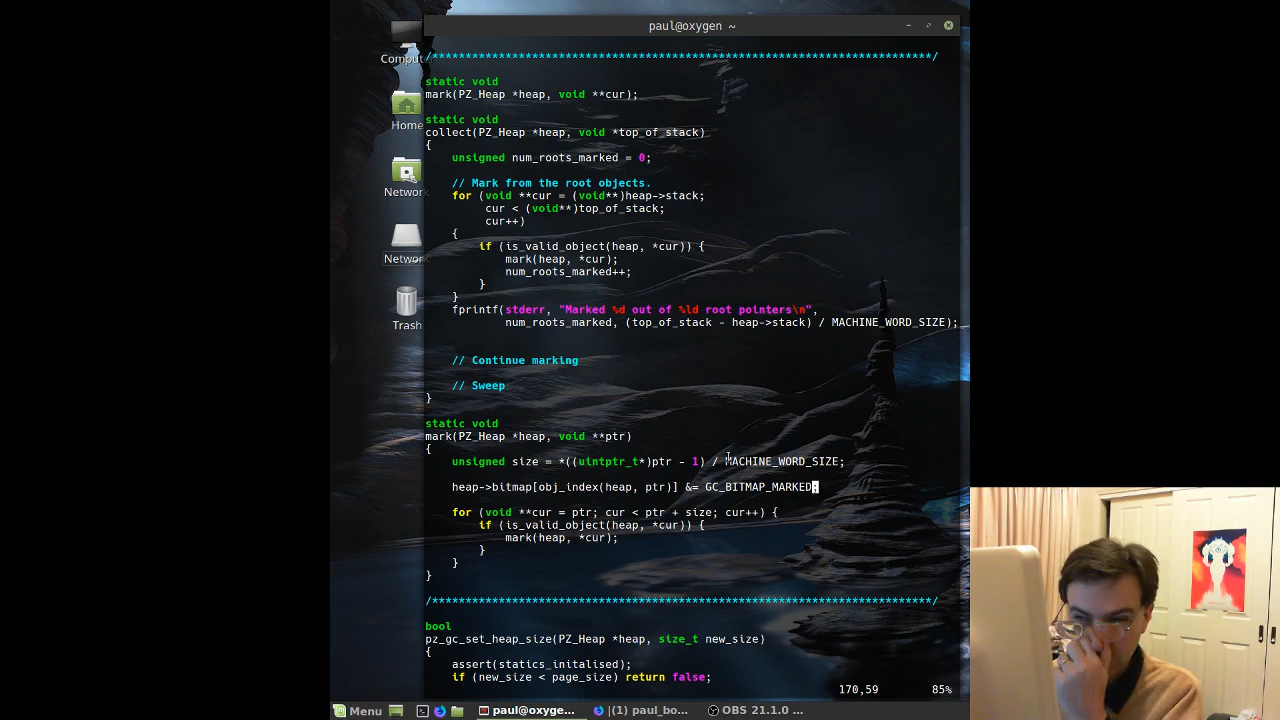 paul@oxygen ~
Comput
Home
Networ
Networ
Trash
/*****************************************************************************/
static void
mark(PZ_Heap *heap, void **cur);
static void
collect(PZ_Heap *heap, void *top_of_stack)
{
unsigned num_roots_marked = 0;
// Mark from the root objects.
for (void **cur = (void**)heap->stack;
cur < (void**)top_of_stack;
cur++)
{
if (is_valid_object(heap, *cur)) {
mark(heap, *cur);
num_roots_marked++;
}
}
fprintf(stderr, "Marked %d out of %ld root pointers\n",
num_roots_marked, (top_of_stack - heap->stack) / MACHINE_WORD_SIZE);
// Continue marking
// Sweep
}
static void
mark(PZ_Heap *heap, void **ptr)
{
unsigned size = *((uintptr_t*)ptr - 1) / MACHINE_WORD_SIZE;
heap->bitmap[obj_index(heap, ptr)] &= GC_BITMAP_MARKED;
for (void **cur = ptr; cur < ptr + size; cur++) {
if (is_valid_object(heap, *cur)) {
mark(heap, *cur);
}
}
}
/*****************************************************************************/
bool
pz_gc_set_heap_size(PZ_Heap *heap, size_t new_size)
{
assert(statics_initalised);
if (new_size < page_size) return false;
170,59 85%
Menu paul@oxyge... (1) paul_bo... OBS 21.1.0 ...